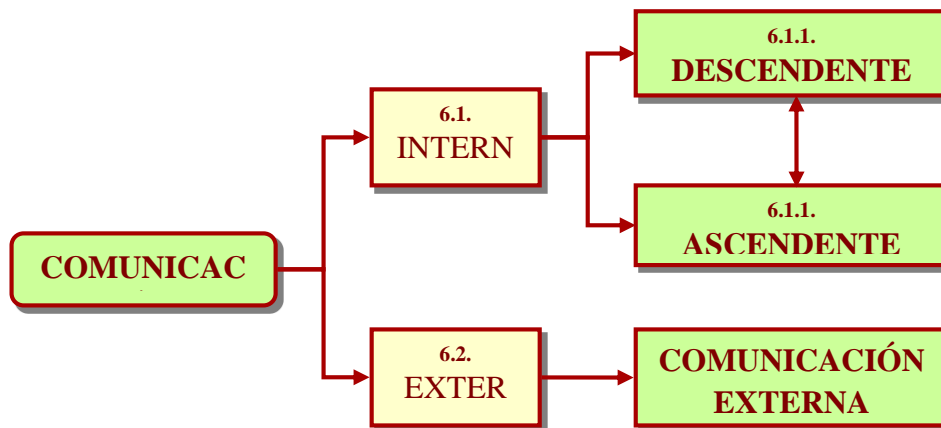 6.1.1.
DESCENDENTE
6.1.
INTERN
6.1.1.
ASCENDENTE
COMUNICAC
6.2.
EXTER
COMUNICACIÓN
EXTERNA